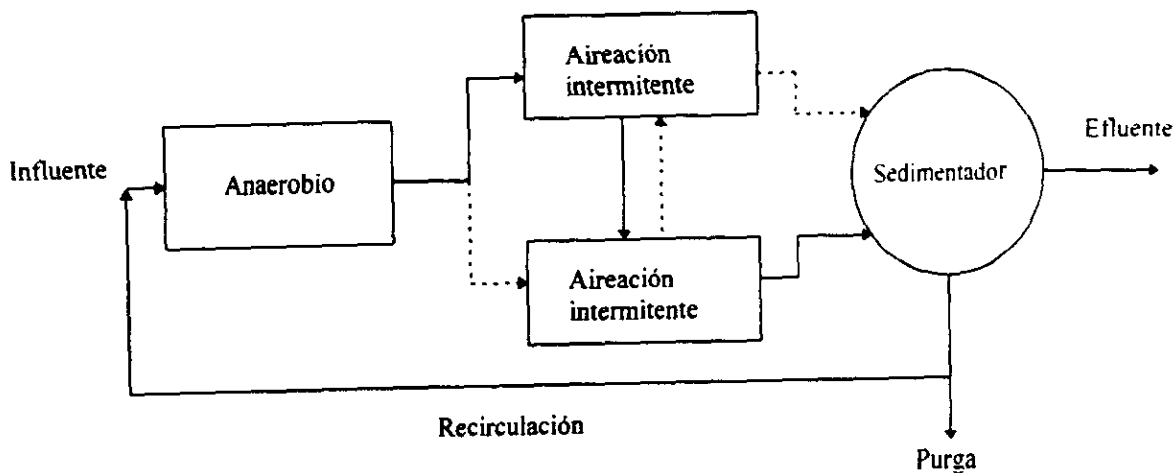 Aireación
intermitente
Influente
Anaerobio
Sedimentador
Efluente
Aireación
intermitente
Recirculación
Purga